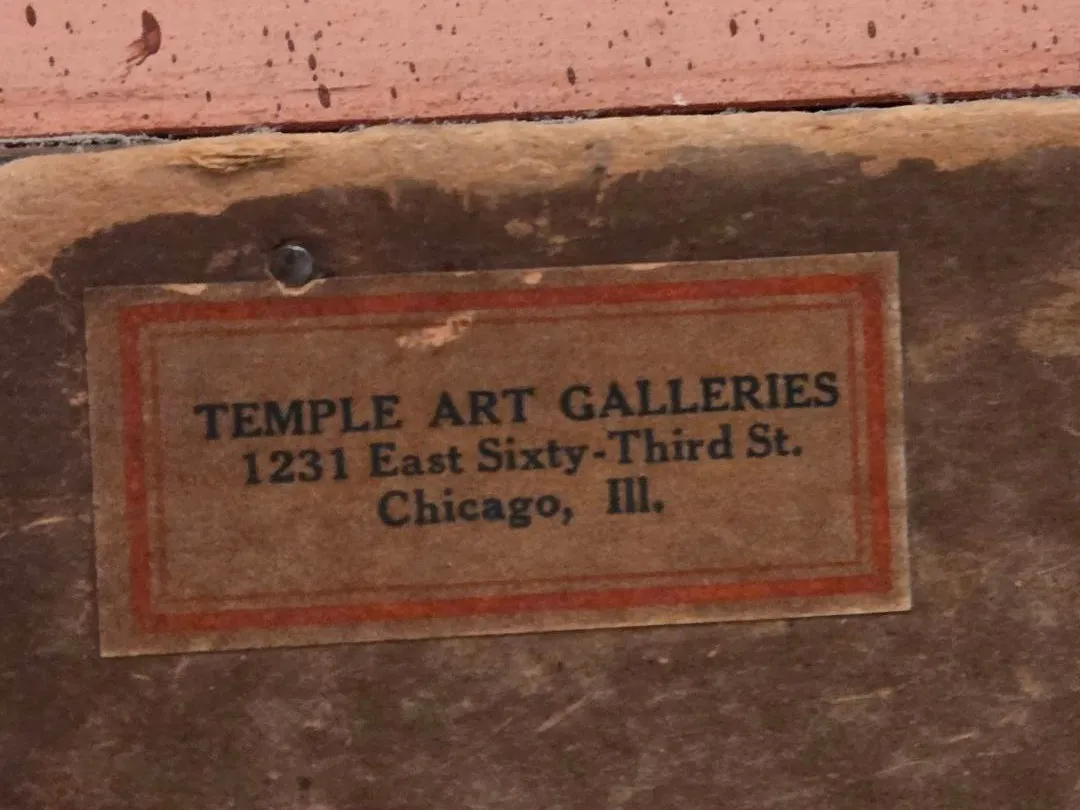 TEMPLE ART GALLERIES
1231 East Sixty-Third St.
Chicago, Ill.